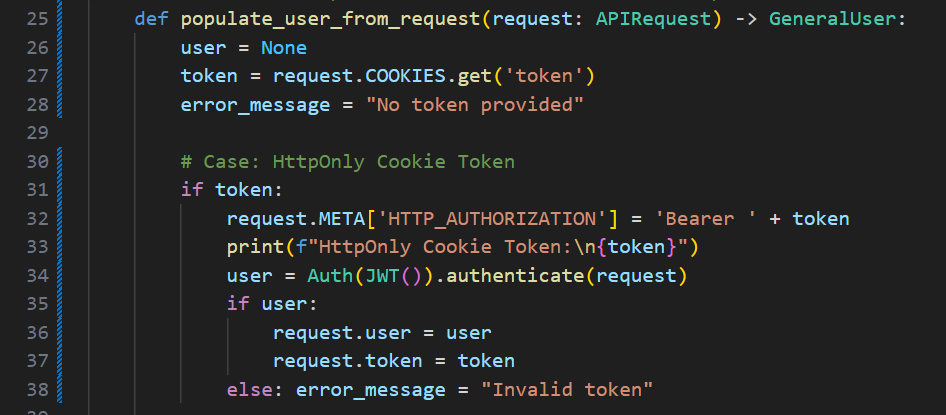 25 def populate_user_from_request(request: APIRequest) -> GeneralUser:
26 user = None
27 token = request.COOKIES.get('token')
28 error_message = "No token provided"
29
30 # Case: HttpOnly Cookie Token
31 if token:
32 request.META['HTTP_AUTHORIZATION'] = 'Bearer ' + token
33 print(f"HttpOnly Cookie Token:\n{token}")
34 user = Auth(JWT()).authenticate(request)
35 if user:
36 request.user = user
37 request.token = token
38 else: error_message = "Invalid token"